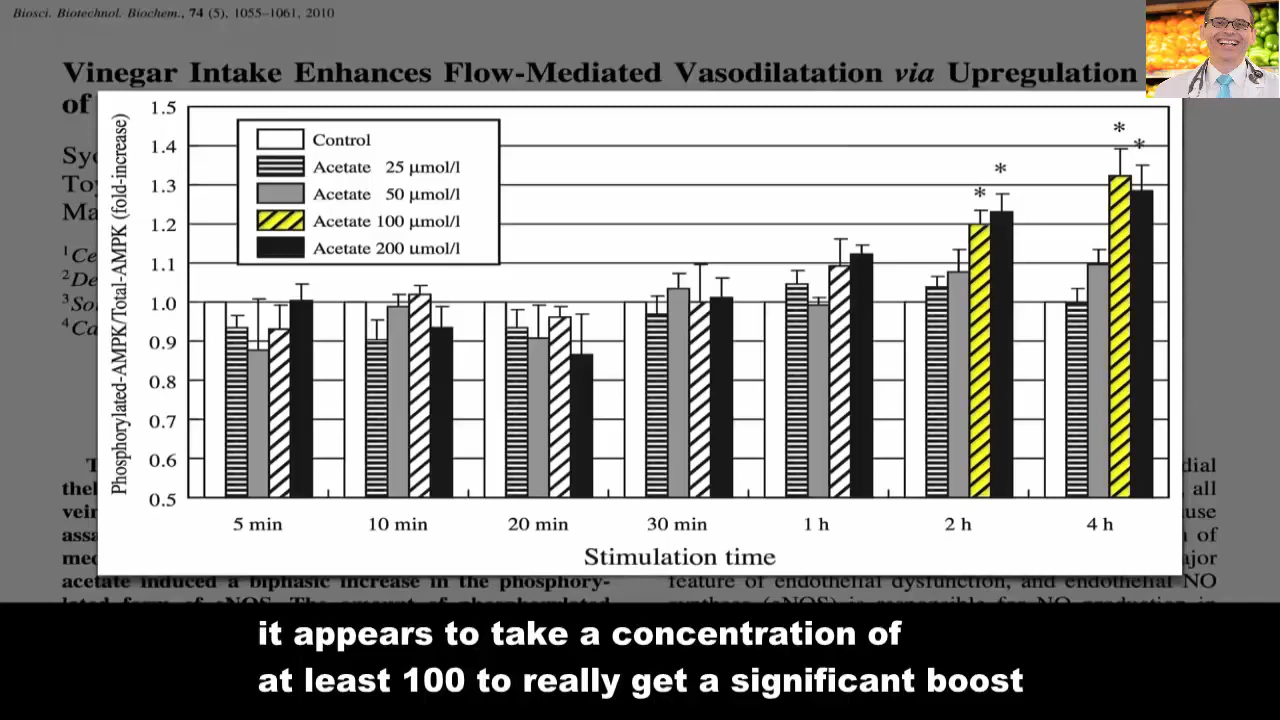 Biosci. Biotechnol. Biochem., 74 (5), 1055–1061, 2010
Vinegar Intake Enhances Flow-Mediated Vasodilatation via Upregulation
of
Phosphorylated-AMPK/Total-AMPK (fold-increase)
1.5
1.4
1.3
1.2
1.1
1.0
0.9
0.8
0.7
0.6
0.5
Control
Acetate 25 µmol/l
Acetate 50 µmol/l
Acetate 100 µmol/l
Acetate 200 µmol/l
* *
* *
5 min 10 min 20 min 30 min 1 h 2 h 4 h
Stimulation time
acetate induced a biphasic increase in the phosphory-
feature of endothelial dysfunction, and endothelial NO
it appears to take a concentration of
at least 100 to really get a significant boost